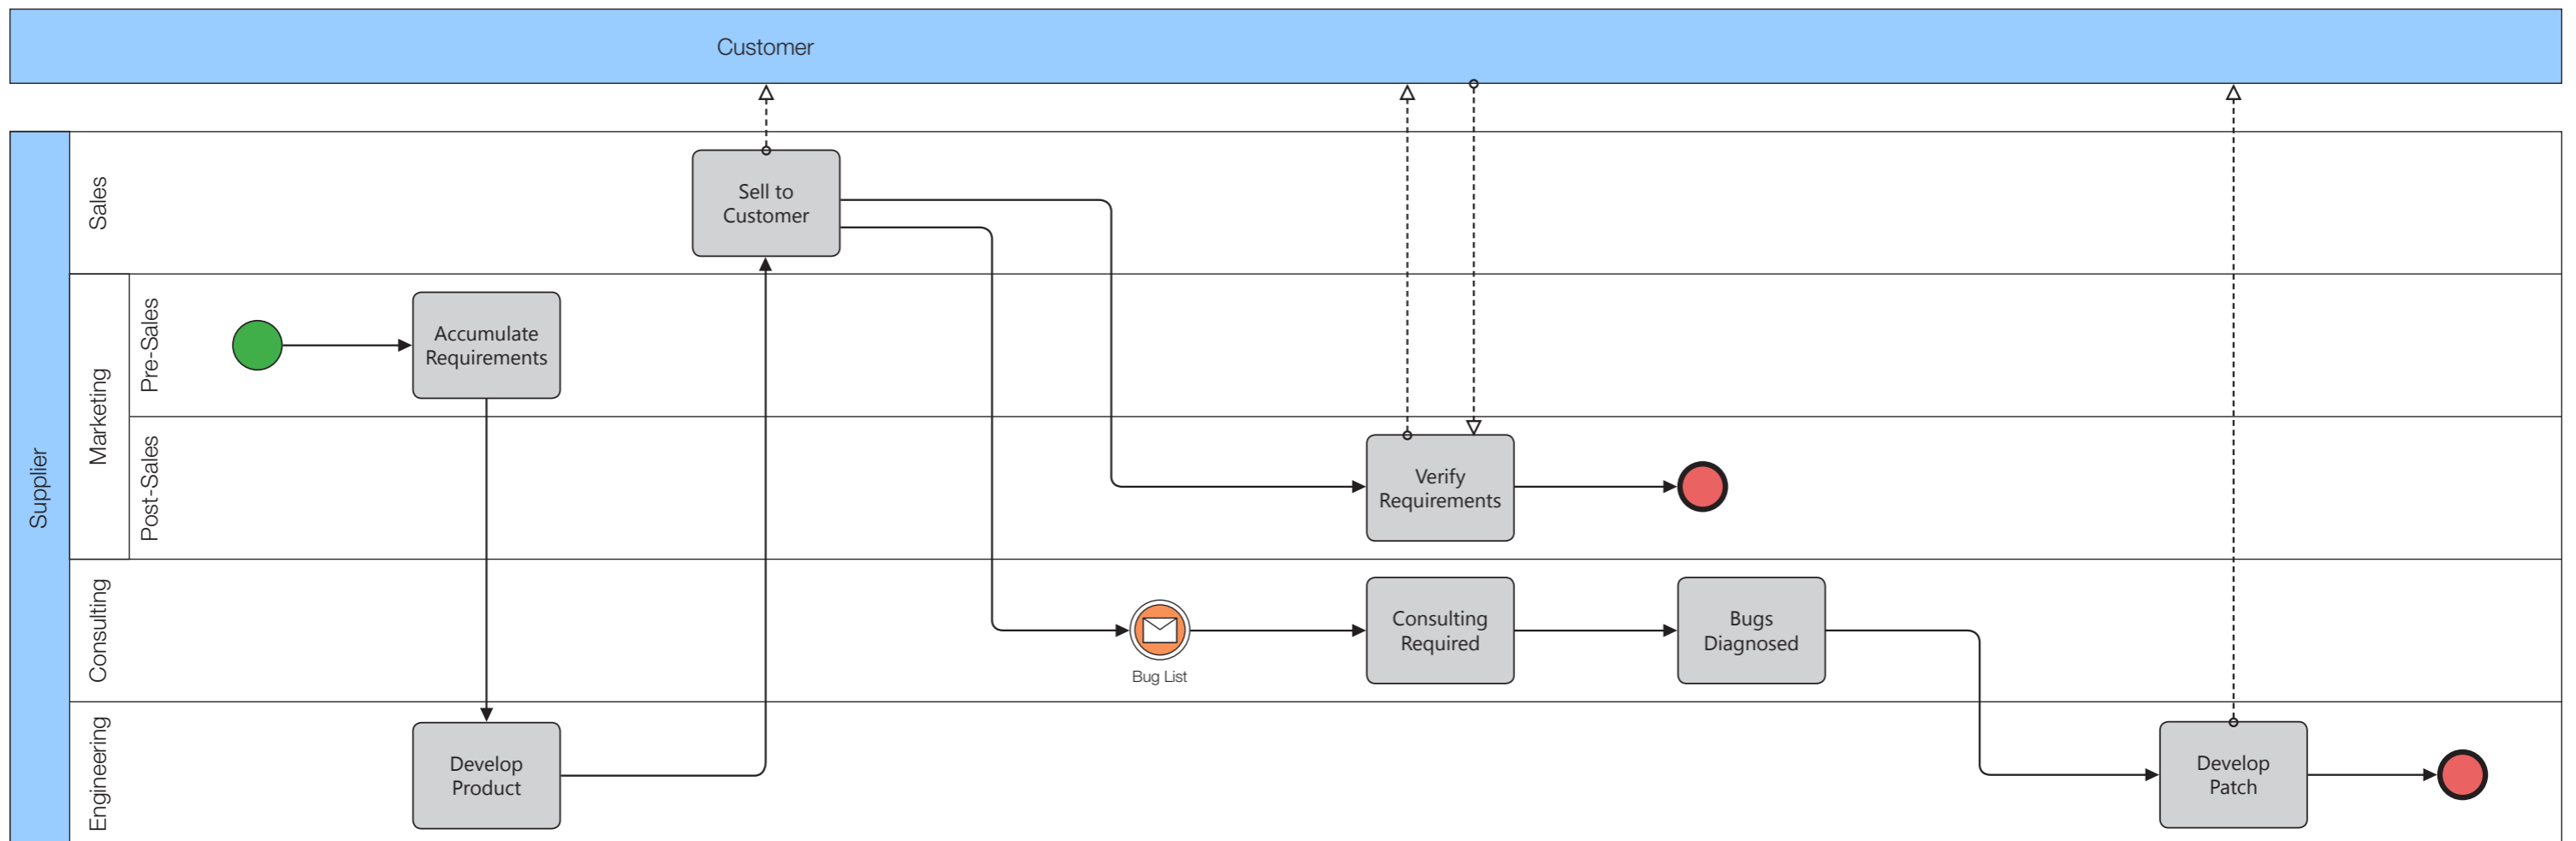 Customer
Supplier
Sales
Sell to
Customer
Marketing
Pre-Sales
Accumulate
Requirements
Post-Sales
Verify
Requirements
Consulting
Bug List
Consulting
Required
Bugs
Diagnosed
Engineering
Develop
Product
Develop
Patch